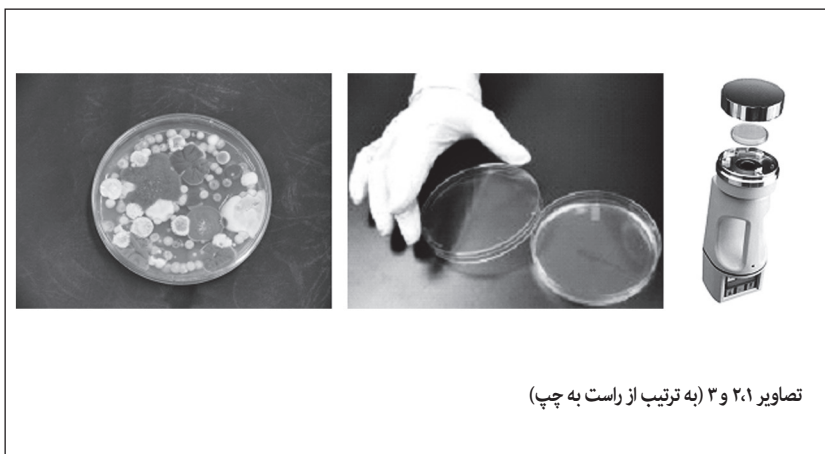 تصاویر ۲،۱ و ۳ (به ترتیب از راست به چپ)